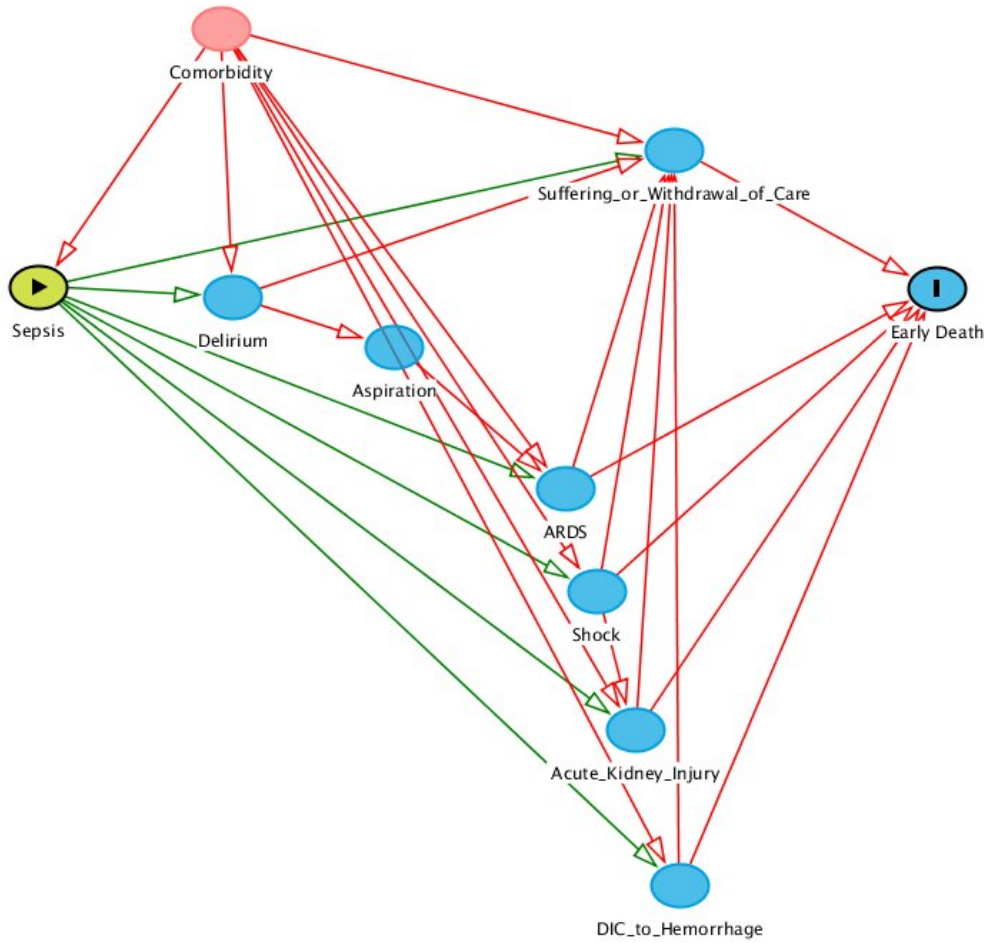 Comorbidity
Suffering_or_Withdrawal_of_Care
Sepsis
Delirium
Early Death
Aspiration
ARDS
Shock
Acute_Kidney_Injury
DIC_to_Hemorrhage